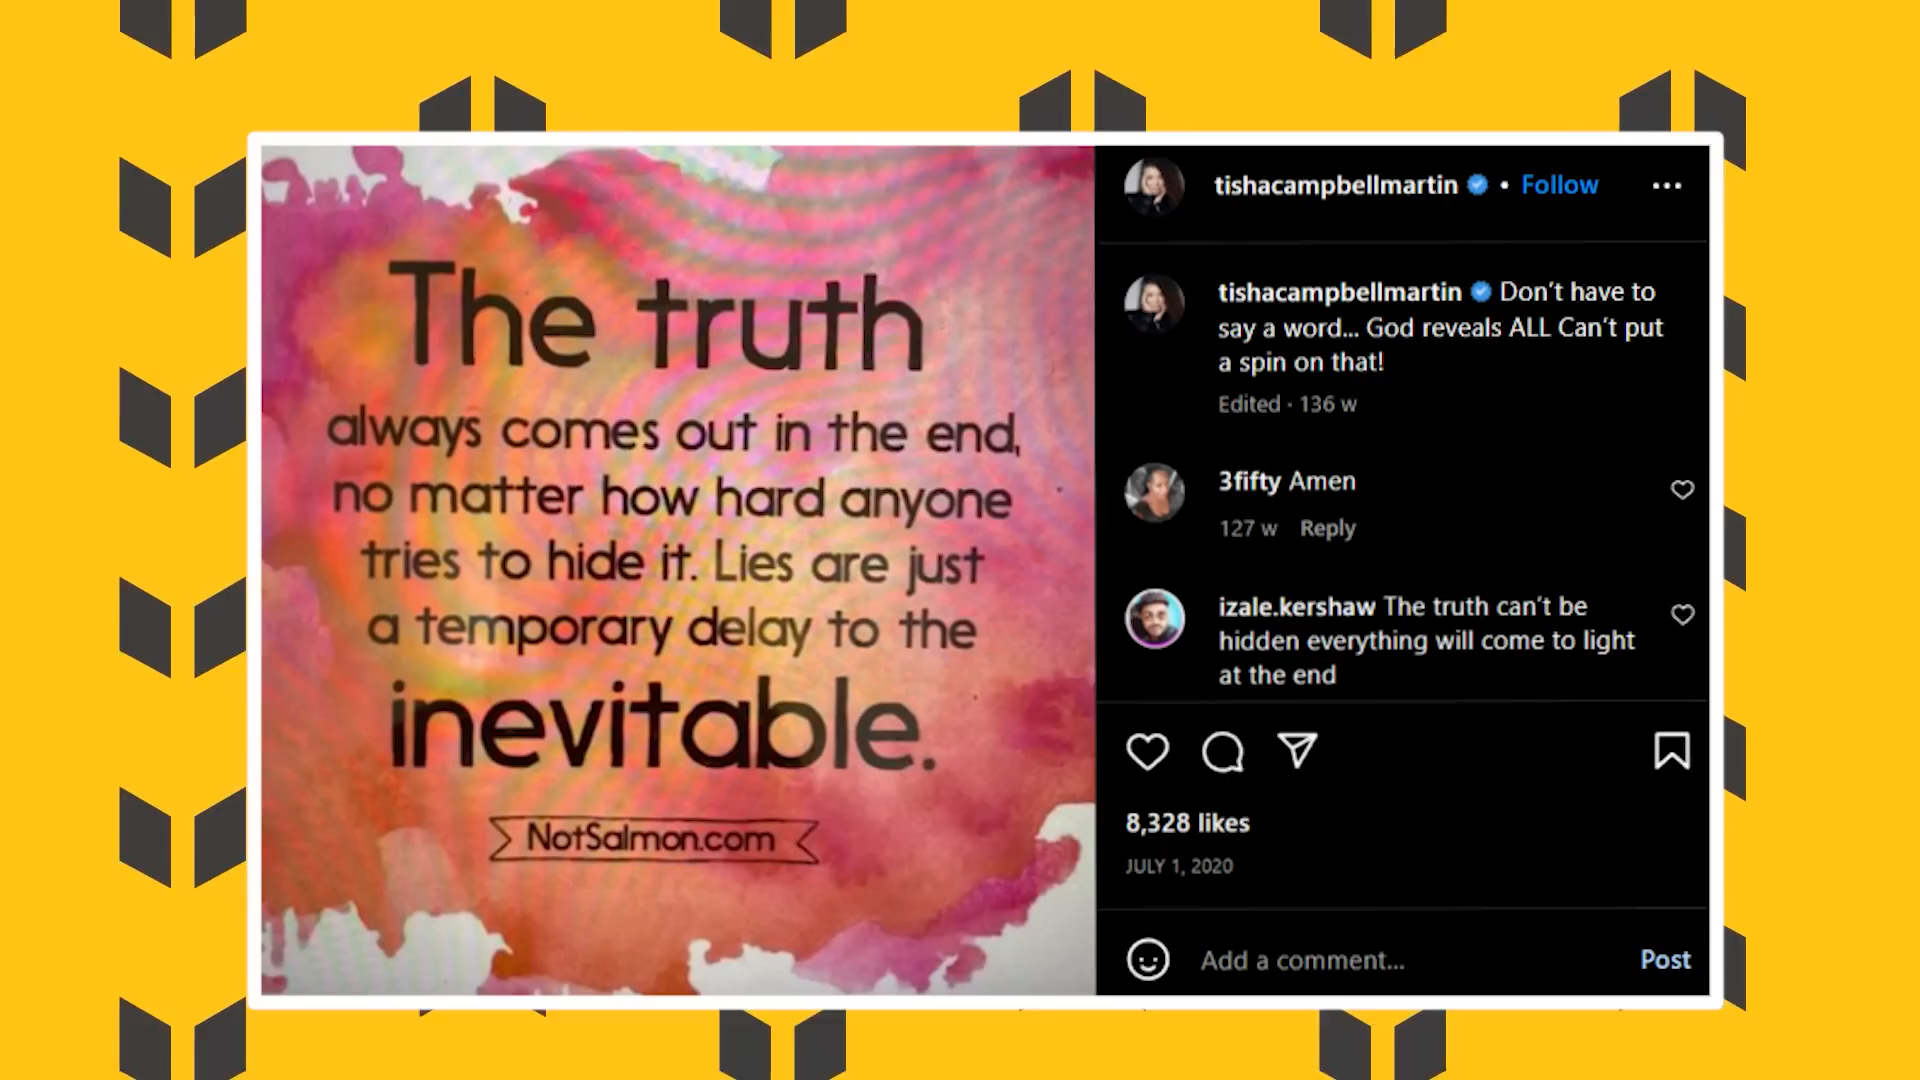 The truth
always comes out in the end,
no matter how hard anyone
tries to hide it. Lies are just
a temporary delay to the
inevitable.
NotSalmon.com
tishacampbellmartin • Follow
tishacampbellmartin Don't have to
say a word... God reveals ALL Can't put
a spin on that!
Edited · 136 w
3fifty Amen
127 w Reply
izale.kershaw The truth can't be
hidden everything will come to light
at the end
8,328 likes
JULY 1, 2020
Add a comment...
Post